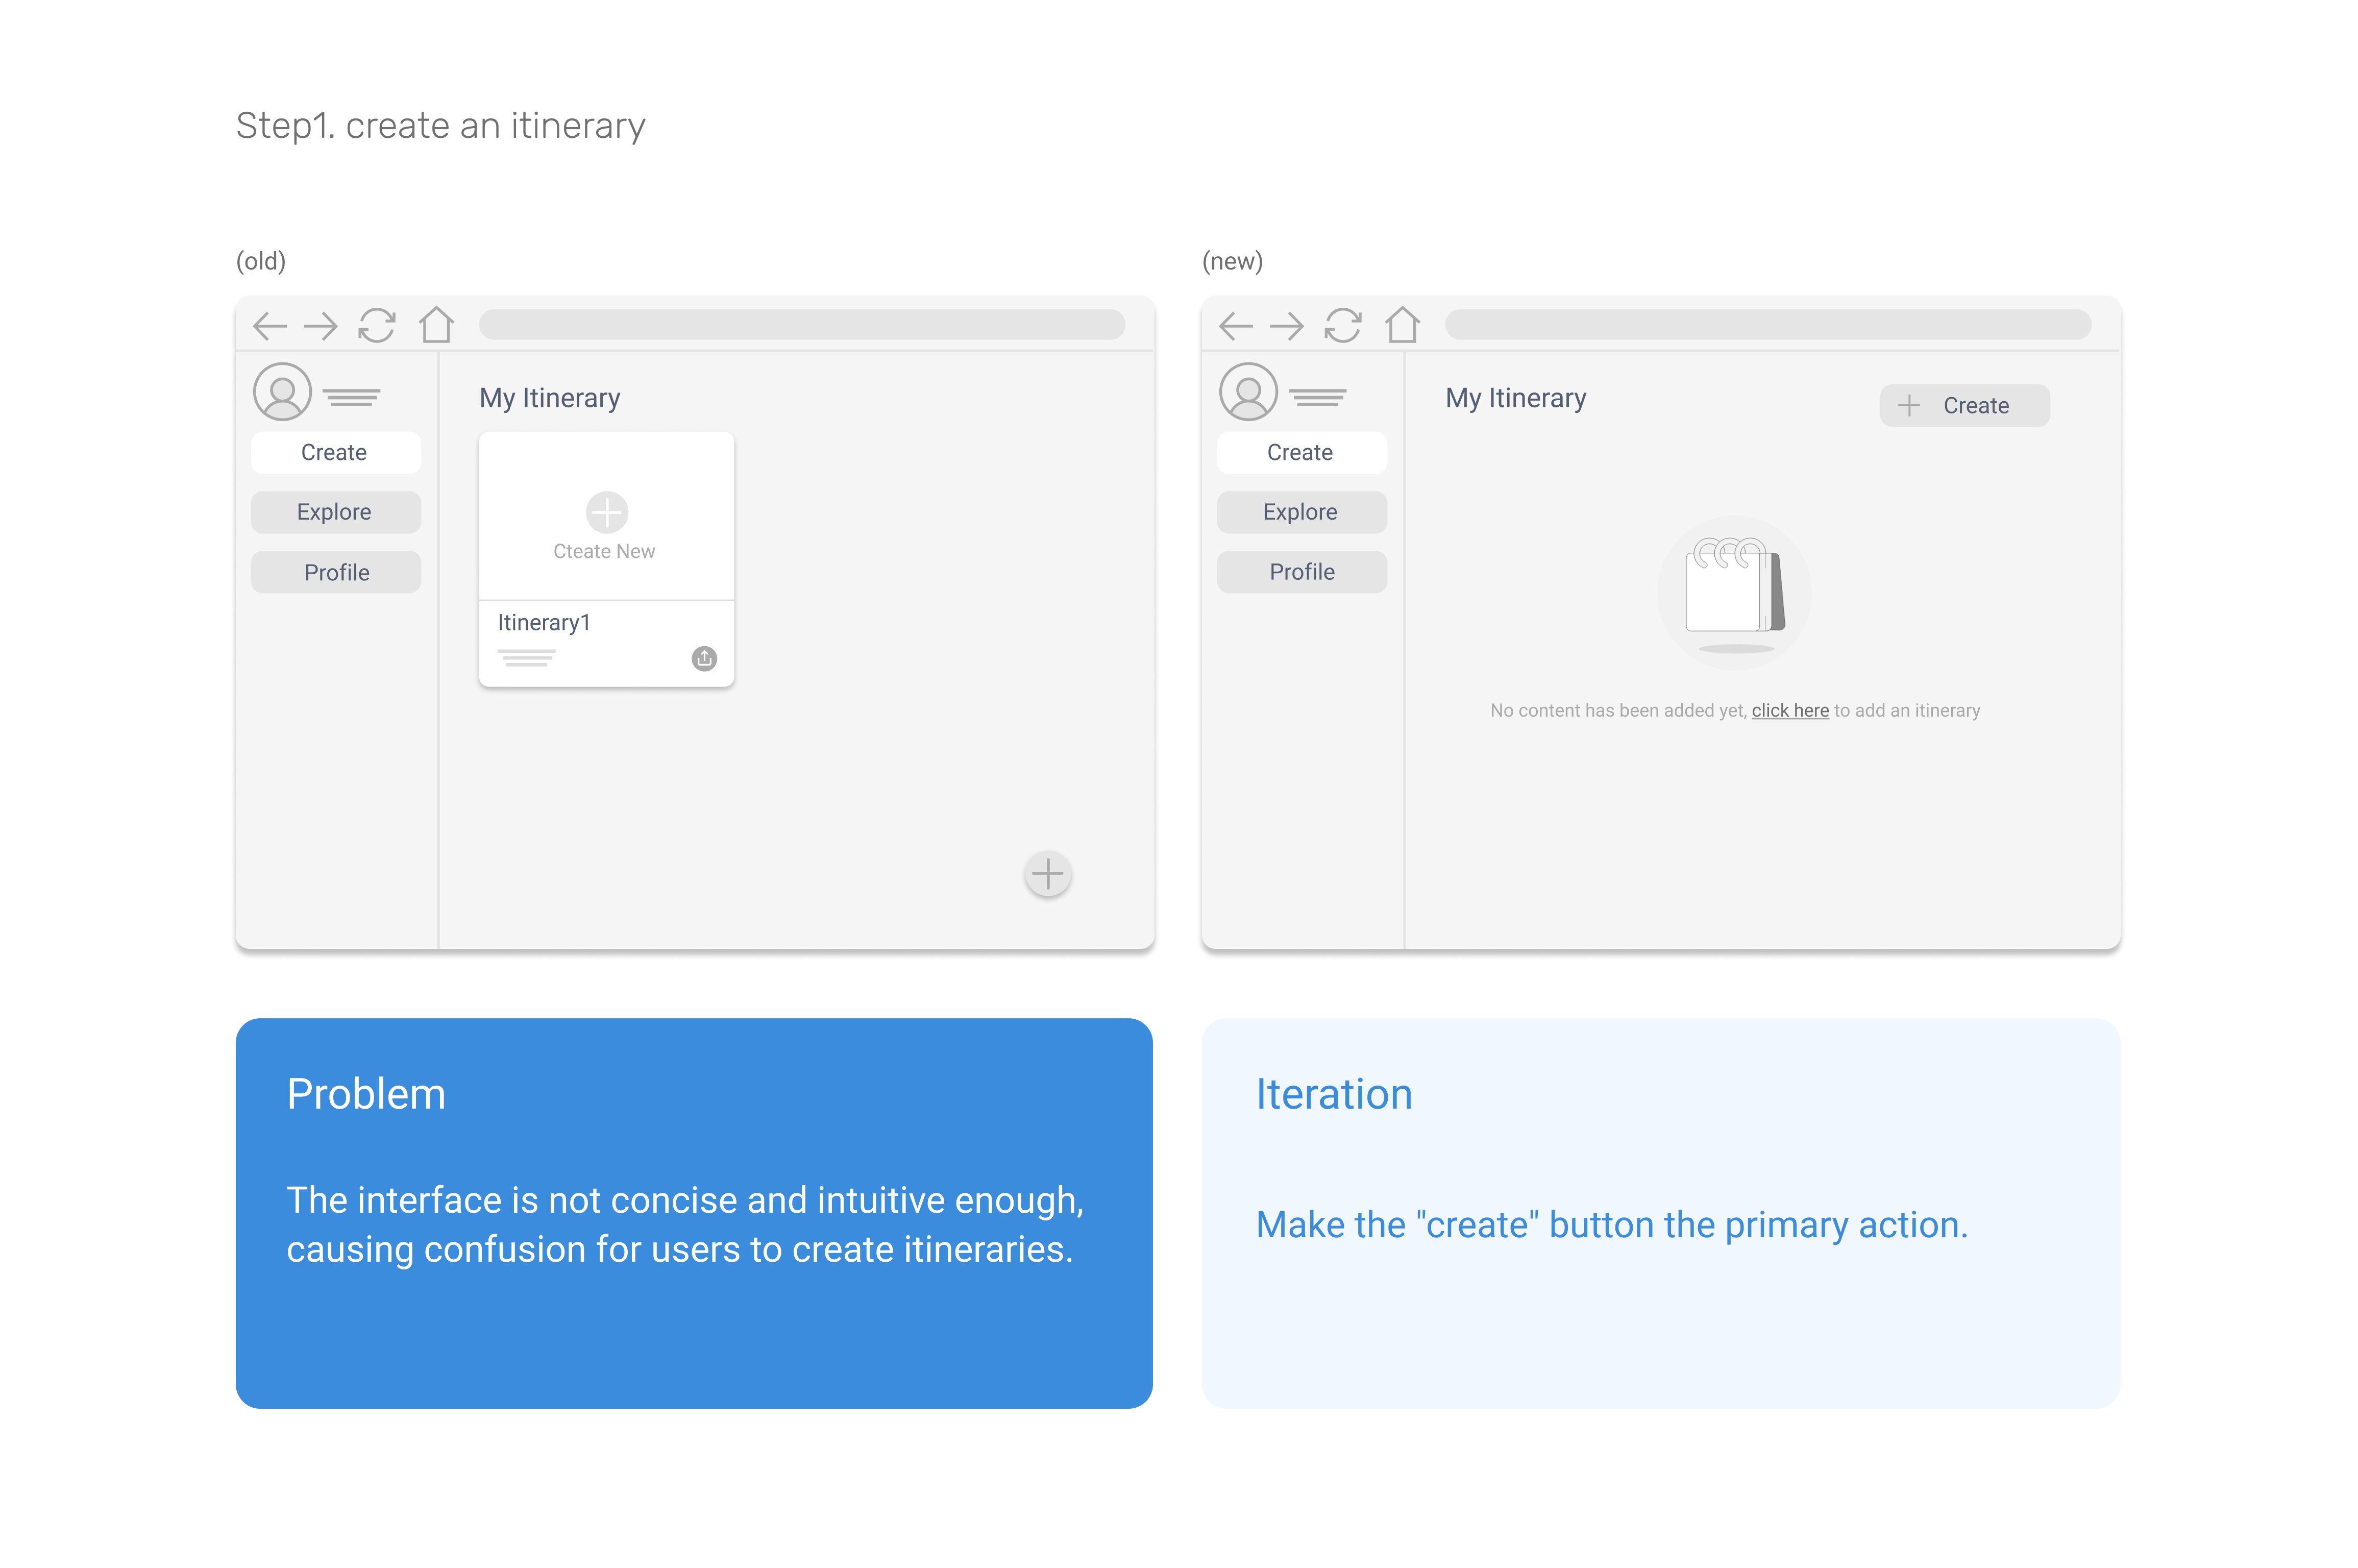 Step1. create an itinerary
(old)
My Itinerary
Create
Explore
Profile
Cteate New
Itinerary1
(new)
My Itinerary
Create
Create
Explore
Profile
No content has been added yet, click here to add an itinerary
Problem
The interface is not concise and intuitive enough,
causing confusion for users to create itineraries.
Iteration
Make the "create" button the primary action.